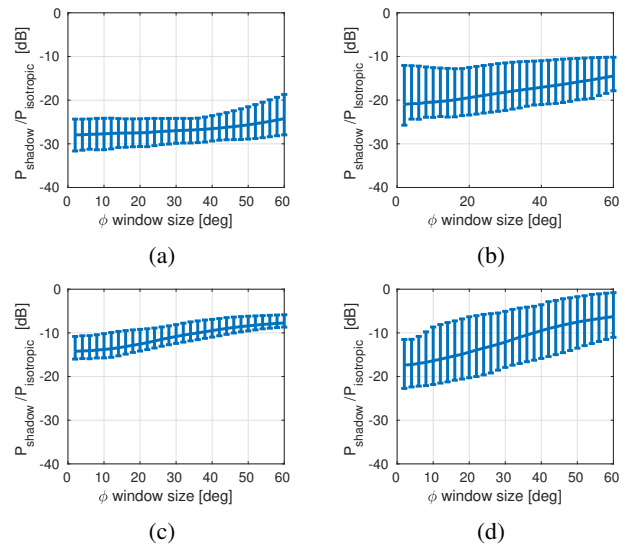 0
-10
-20
-30
-40
0 10 20 30 40 50 60
P_shadow /P_isotropic [dB]
ϕ window size [deg]
(a)
0
-10
-20
-30
-40
0 20 40 60
P_shadow /P_Isotropic [dB]
ϕ window size [deg]
(b)
0
-10
-20
-30
-40
0 10 20 30 40 50 60
P_shadow /P_isotropic [dB]
ϕ window size [deg]
(c)
0
-10
-20
-30
-40
0 10 20 30 40 50 60
P_shadow /P_isotropic [dB]
ϕ window size [deg]
(d)